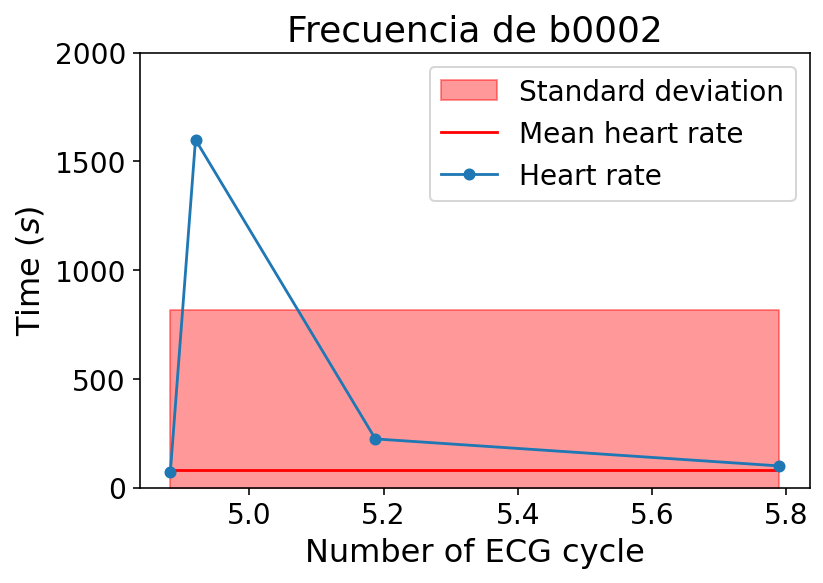 Frecuencia de b0002
2000
1500
1000
500
0
Time (s)
Standard deviation
Mean heart rate
Heart rate
5.0 5.2 5.4 5.6 5.8
Number of ECG cycle